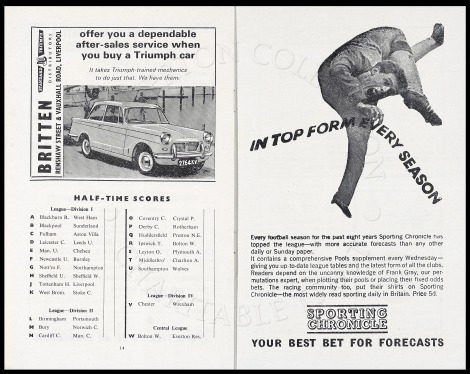 offer you a dependable
after-sales service when
you buy a Triumph car
It takes Triumph-trained mechanics
to do just that. We have them.
STANDARD TRIUMPH
DISTRIBUTORS
BRITTEN
RENSHAW STREET & VAUXHALL ROAD, LIVERPOOL
HALF-TIME SCORES
League—Division I
A Blackburn R. West Ham
B Blackpool Sunderland
C Fulham Aston Villa
D Leicester C. Leeds U.
E Man. U. Chelsea
F Newcastle U. Burnley
G Nott'm F. Northampton
H Sheffield U. Sheffield W.
J Tottenham H. Liverpool
K West Brom. Stoke C.
League—Division II
L Birmingham Portsmouth
M Bury Norwich C.
N Cardiff C. Man. C.
O Coventry C. Crystal P.
P Derby C. Rotherham
Q Huddersfield Preston N.E.
R Ipswich T. Bolton W.
S Leyton O. Plymouth A.
T Middlesbro' Charlton A.
U Southampton Wolves
League—Division IV
V Chester Wrexham
Central League
W Bolton W. Everton Res.
14
IN TOP FORM EVERY SEASON
Every football season for the past eight years Sporting Chronicle has
topped the league—with more accurate forecasts than any other
daily or Sunday paper.
It contains a comprehensive Pools supplement every Wednesday—
giving you up-to-date league tables and the latest form of all the clubs.
Readers depend on the uncanny knowledge of Frank Gray, our per-
mutations expert, when plotting their pools or placing their fixed odds
bets. The racing community too, put their shirts on Sporting
Chronicle—the most widely read sporting daily in Britain. Price 5d.
SPORTING
CHRONICLE
YOUR BEST BET FOR FORECASTS